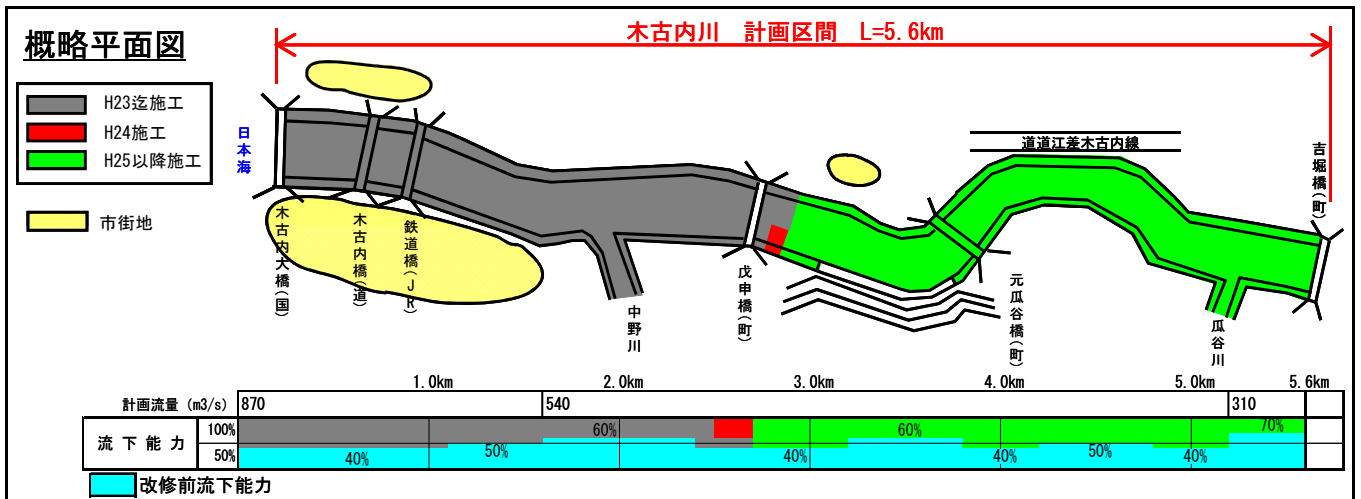 概略平面図
木古内川　計画区間　L=5.6km
H23迄施工
H24施工
H25以降施工
市街地
日本海
道道江差木古内線
吉堀橋(町)
木古内大橋(国)
木古内橋(道)
鉄道橋(JR)
中野川
戊申橋(町)
元瓜谷橋(町)
瓜谷川
1.0km 2.0km 3.0km 4.0km 5.0km 5.6km
計画流量 (m3/s) 870 540 310
流下能力
100% 60% 60% 70%
50% 40% 50% 40% 40% 50% 40%
改修前流下能力